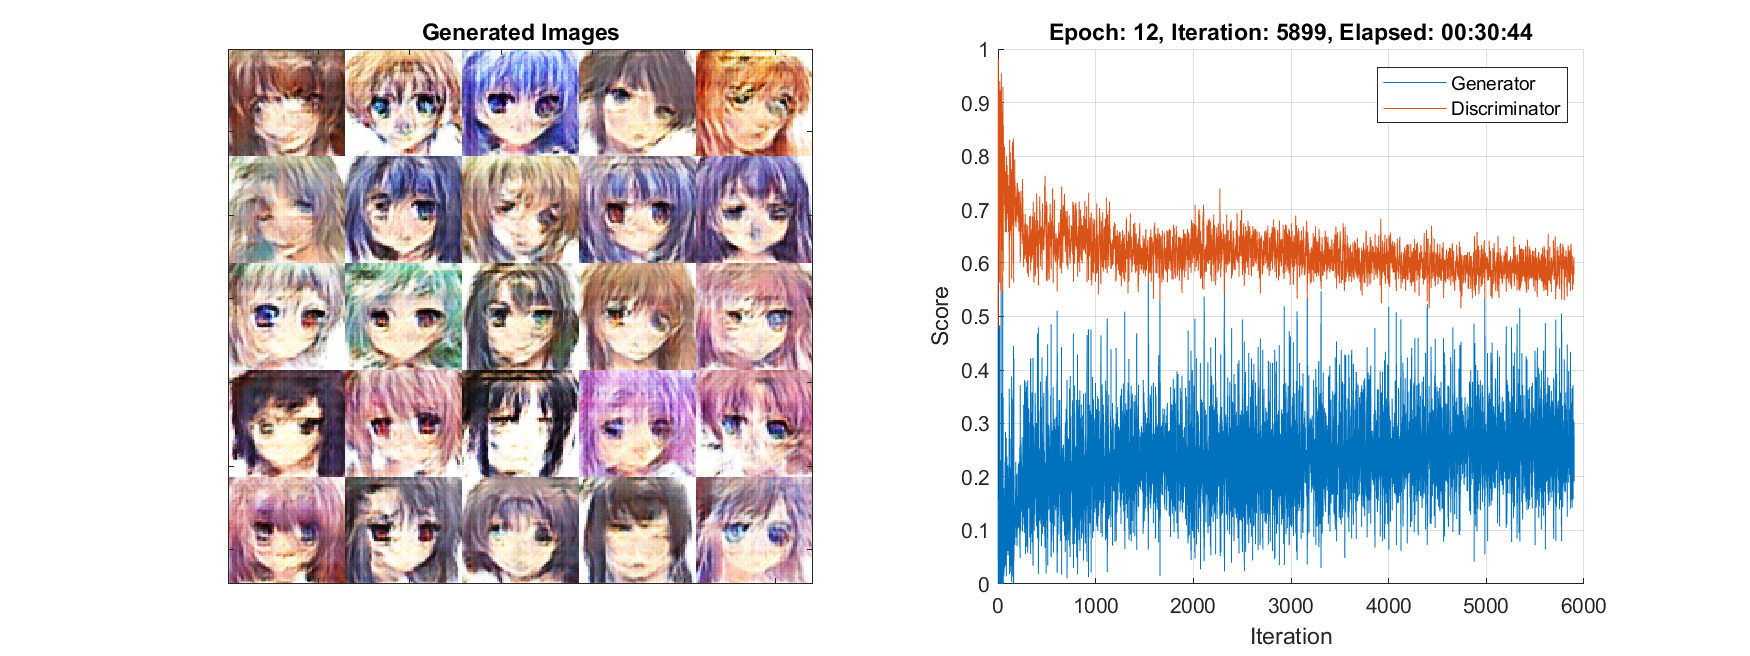 Generated Images
Epoch: 12, Iteration: 5899, Elapsed: 00:30:44
Generator
Discriminator
1
0.9
0.8
0.7
0.6
0.5
0.4
0.3
0.2
0.1
0
Score
0 1000 2000 3000 4000 5000 6000
Iteration